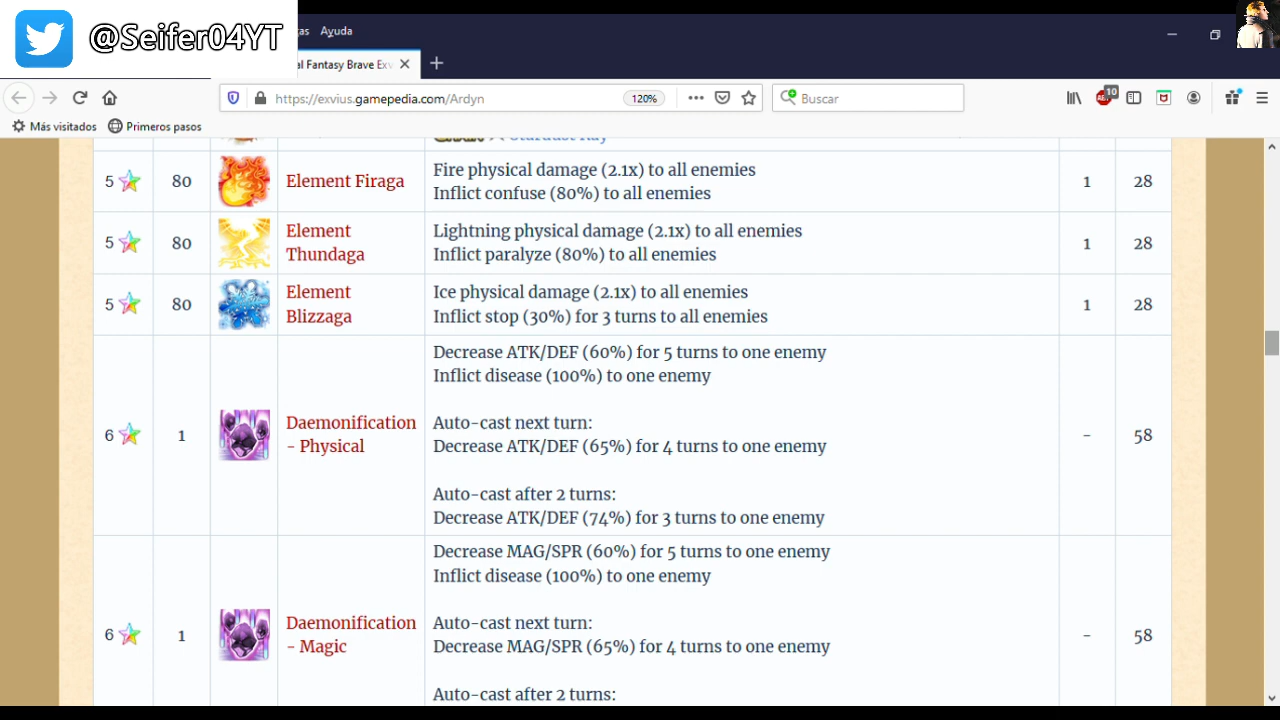 @Seifer04YT
as Ayuda
al Fantasy Brave Exv
https://exvius.gamepedia.com/Ardyn
120%
Buscar
10
Más visitados
Primeros pasos
Stardust Ray
5 80 Element Firaga Fire physical damage (2.1x) to all enemies 1 28
Inflict confuse (80%) to all enemies
5 80 Element Thundaga Lightning physical damage (2.1x) to all enemies 1 28
Inflict paralyze (80%) to all enemies
5 80 Element Blizzaga Ice physical damage (2.1x) to all enemies 1 28
Inflict stop (30%) for 3 turns to all enemies
6 1 Daemonification - Physical Decrease ATK/DEF (60%) for 5 turns to one enemy - 58
Inflict disease (100%) to one enemy
Auto-cast next turn:
Decrease ATK/DEF (65%) for 4 turns to one enemy
Auto-cast after 2 turns:
Decrease ATK/DEF (74%) for 3 turns to one enemy
6 1 Daemonification - Magic Decrease MAG/SPR (60%) for 5 turns to one enemy - 58
Inflict disease (100%) to one enemy
Auto-cast next turn:
Decrease MAG/SPR (65%) for 4 turns to one enemy
Auto-cast after 2 turns: